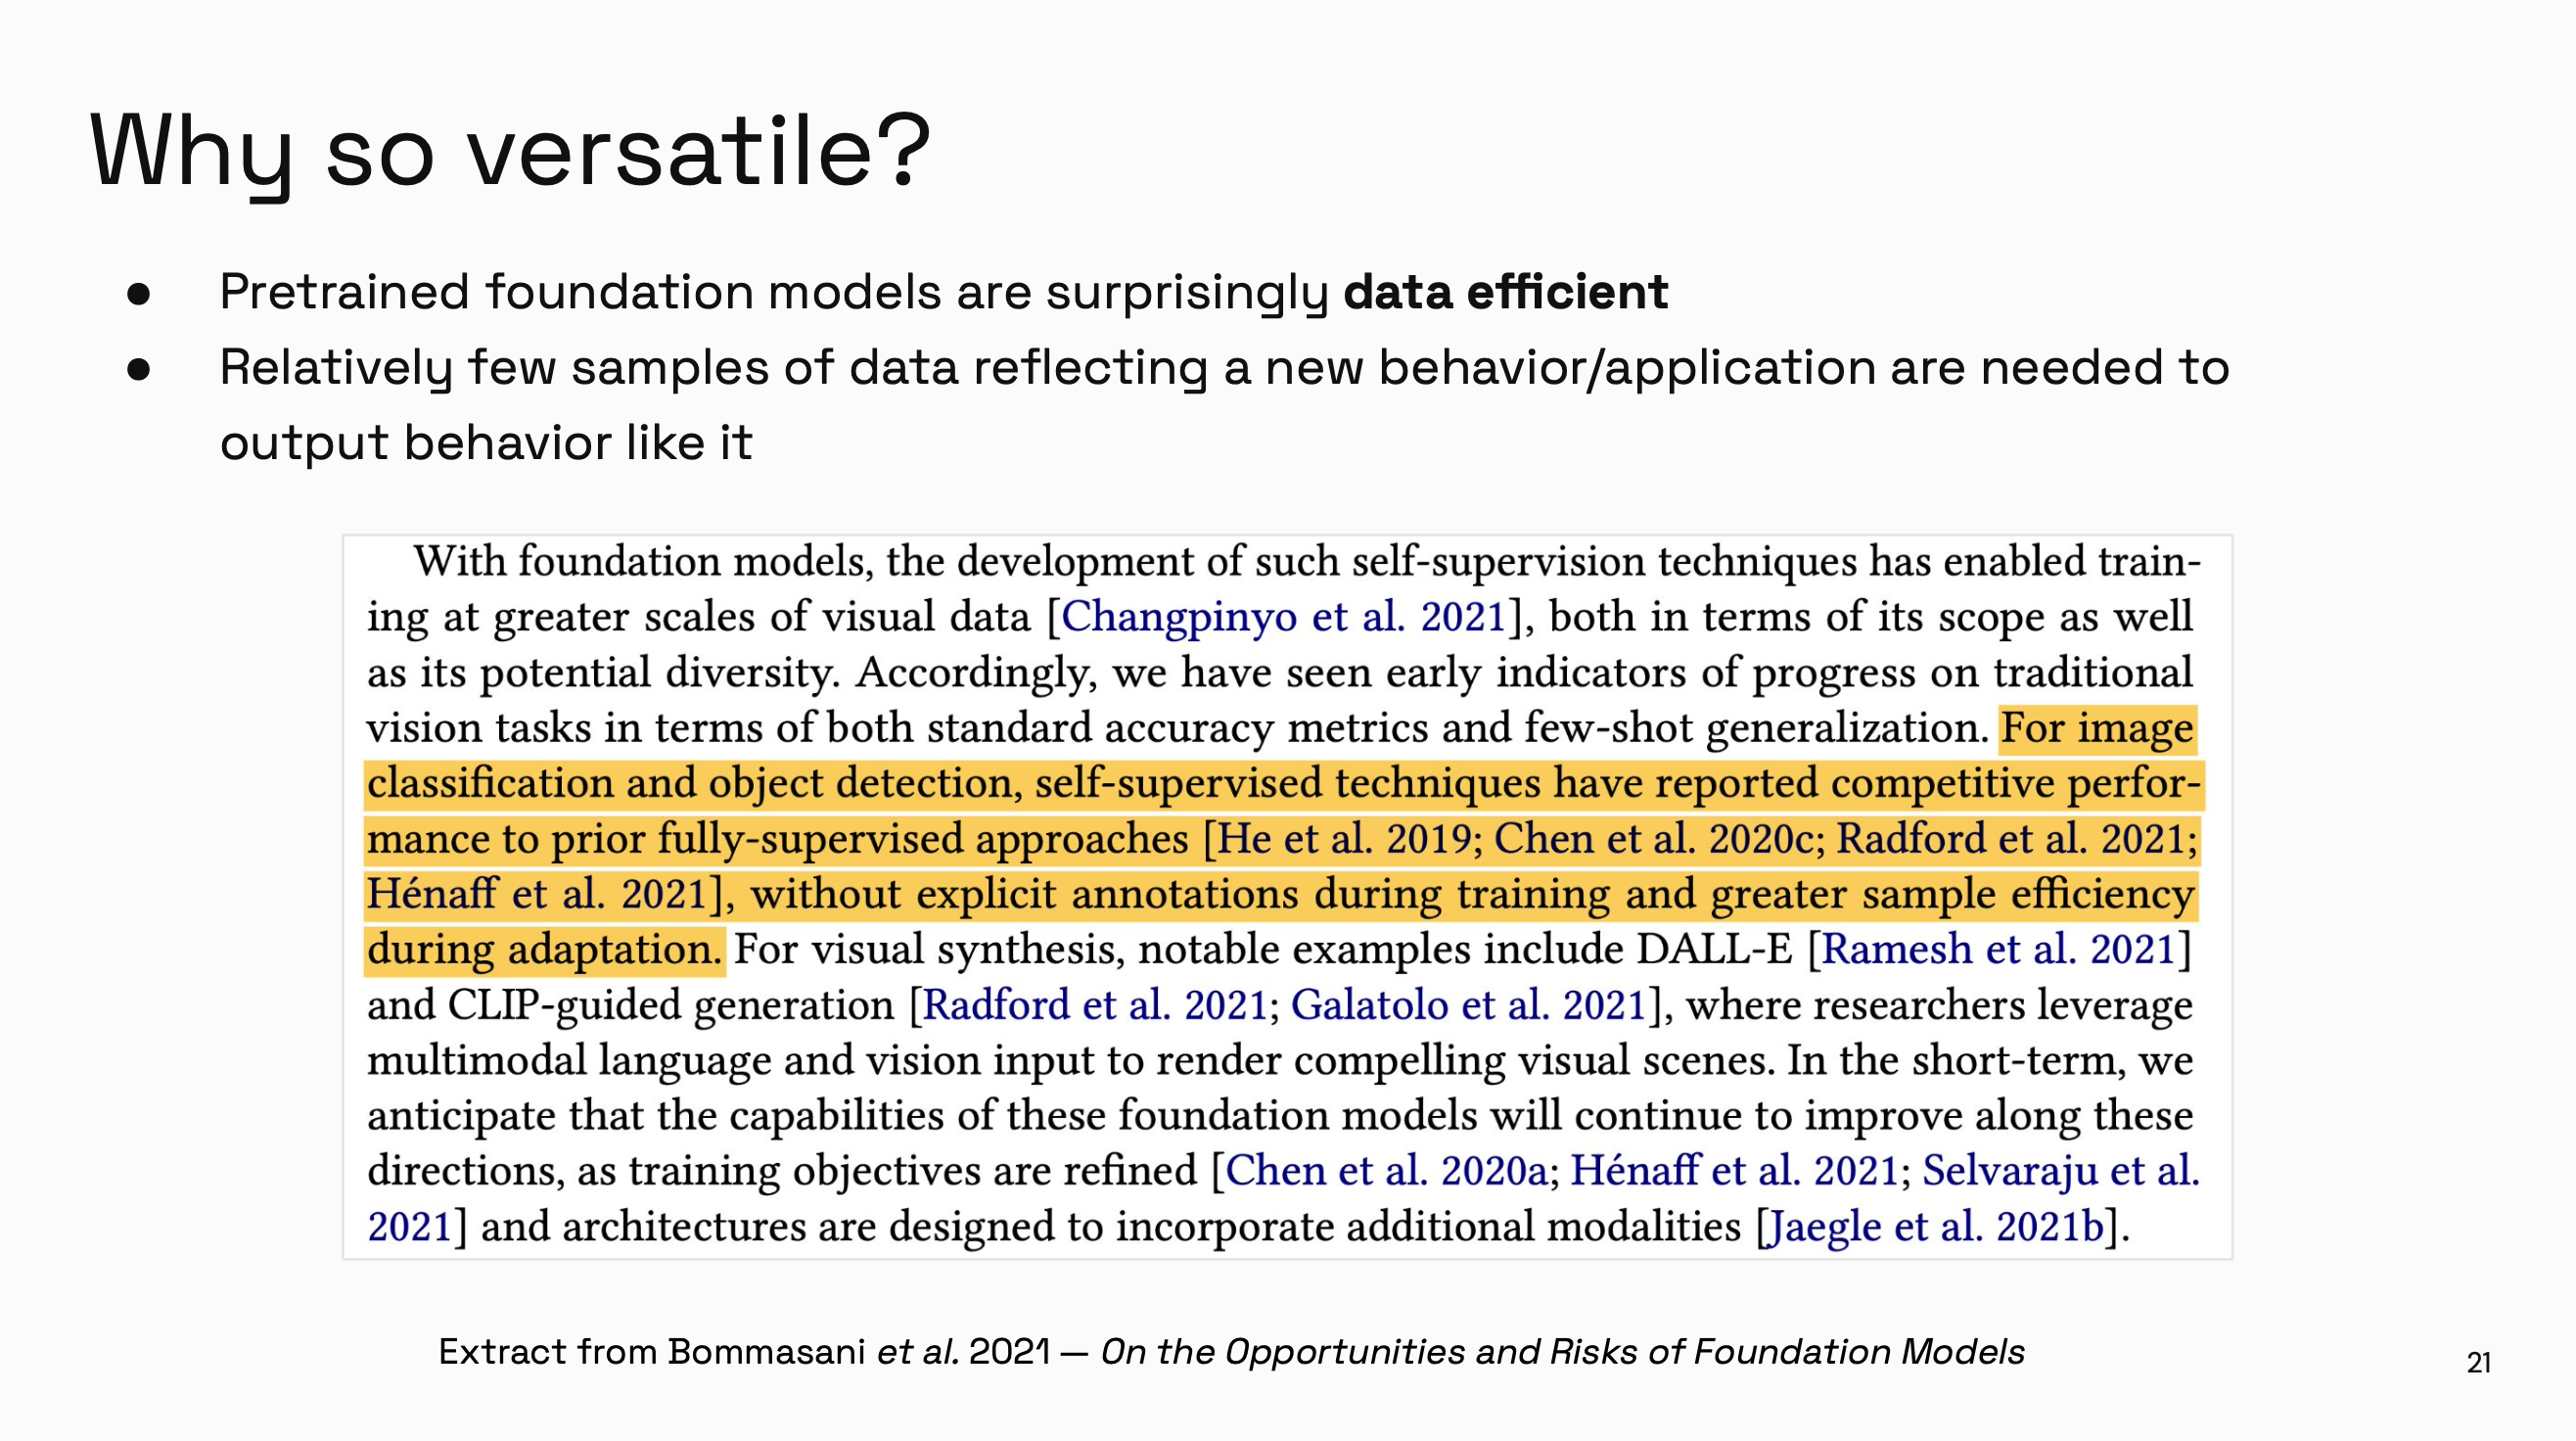 Why so versatile?
● Pretrained foundation models are surprisingly data efficient
● Relatively few samples of data reflecting a new behavior/application are needed to
output behavior like it
With foundation models, the development of such self-supervision techniques has enabled train-
ing at greater scales of visual data [Changpinyo et al. 2021], both in terms of its scope as well
as its potential diversity. Accordingly, we have seen early indicators of progress on traditional
vision tasks in terms of both standard accuracy metrics and few-shot generalization. For image
classification and object detection, self-supervised techniques have reported competitive perfor-
mance to prior fully-supervised approaches [He et al. 2019; Chen et al. 2020c; Radford et al. 2021;
Hénaff et al. 2021], without explicit annotations during training and greater sample efficiency
during adaptation. For visual synthesis, notable examples include DALL-E [Ramesh et al. 2021]
and CLIP-guided generation [Radford et al. 2021; Galatolo et al. 2021], where researchers leverage
multimodal language and vision input to render compelling visual scenes. In the short-term, we
anticipate that the capabilities of these foundation models will continue to improve along these
directions, as training objectives are refined [Chen et al. 2020a; Hénaff et al. 2021; Selvaraju et al.
2021] and architectures are designed to incorporate additional modalities [Jaegle et al. 2021b].
Extract from Bommasani et al. 2021 — On the Opportunities and Risks of Foundation Models
21